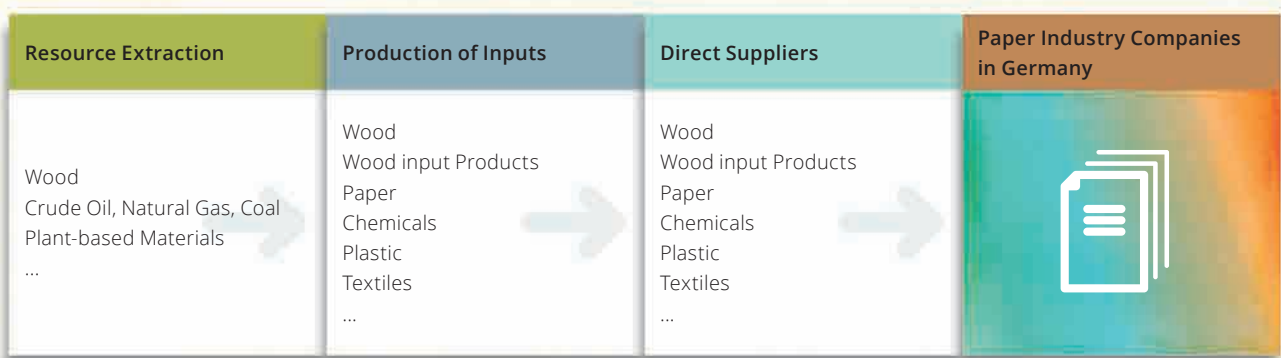 Resource Extraction
Wood
Crude Oil, Natural Gas, Coal
Plant-based Materials
...
Production of Inputs
Wood
Wood input Products
Paper
Chemicals
Plastic
Textiles
...
Direct Suppliers
Wood
Wood input Products
Paper
Chemicals
Plastic
Textiles
...
Paper Industry Companies
in Germany